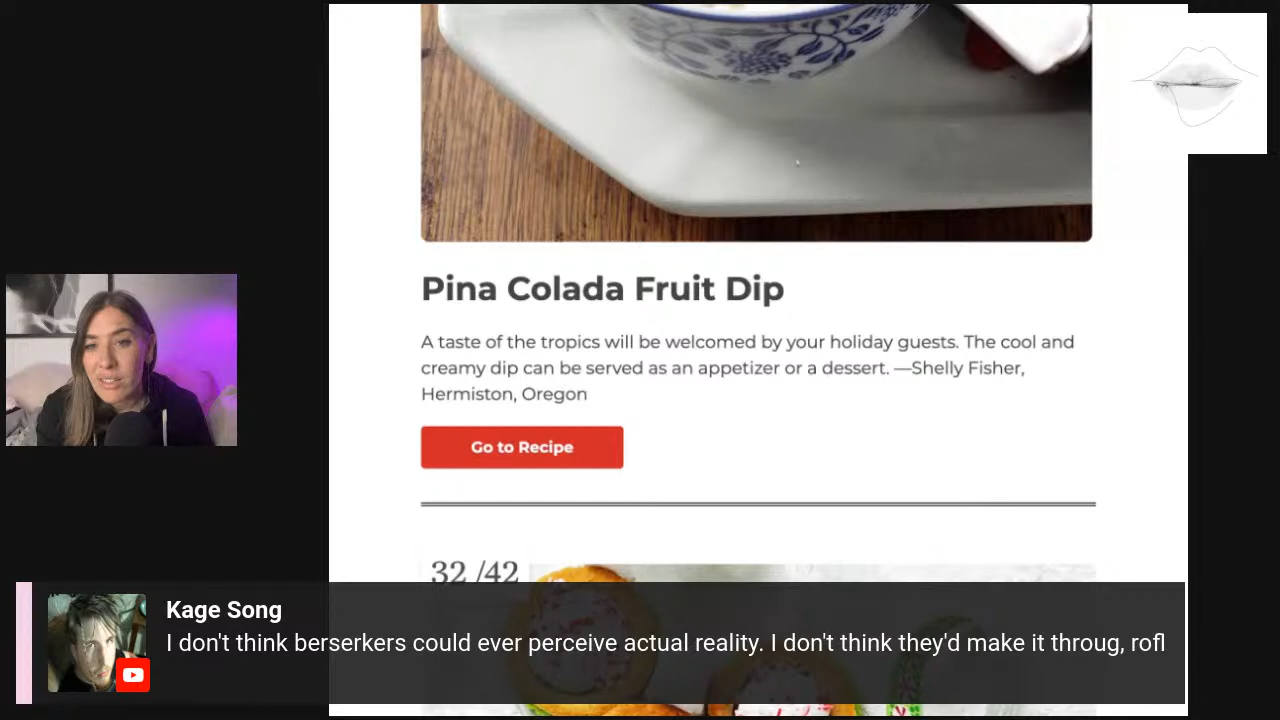 Pina Colada Fruit Dip
A taste of the tropics will be welcomed by your holiday guests. The cool and
creamy dip can be served as an appetizer or a dessert. —Shelly Fisher,
Hermiston, Oregon
Go to Recipe
32 /42
Kage Song
I don't think berserkers could ever perceive actual reality. I don't think they'd make it throug, rofl